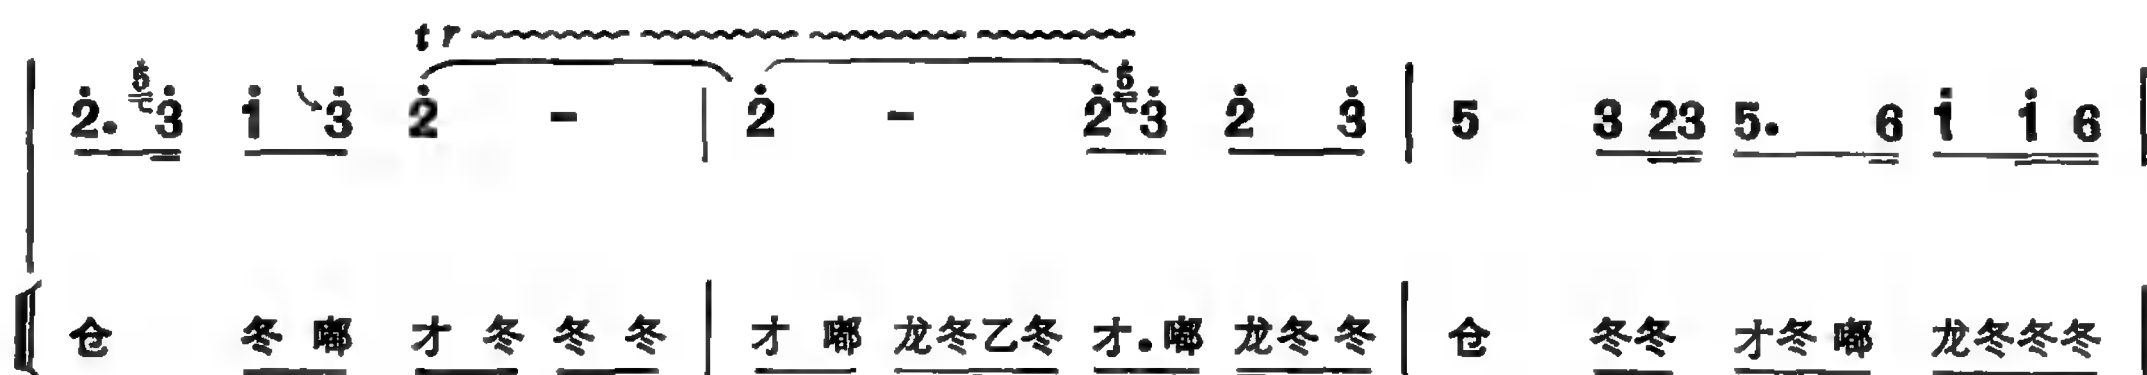 tr
2̇. 5̇ 3̇ 1̇ 3̇ 2̇ - | 2̇ - 2̇ 5̇ 3̇ 2̇ 3̇ | 5 3 23 5. 6 1̇ 1̇ 6 |
仓 冬 嘟 才 冬 冬 冬 | 才 嘟 龙冬乙冬 才.嘟 龙冬 冬 | 仓 冬冬 才冬 嘟 龙冬冬冬 |